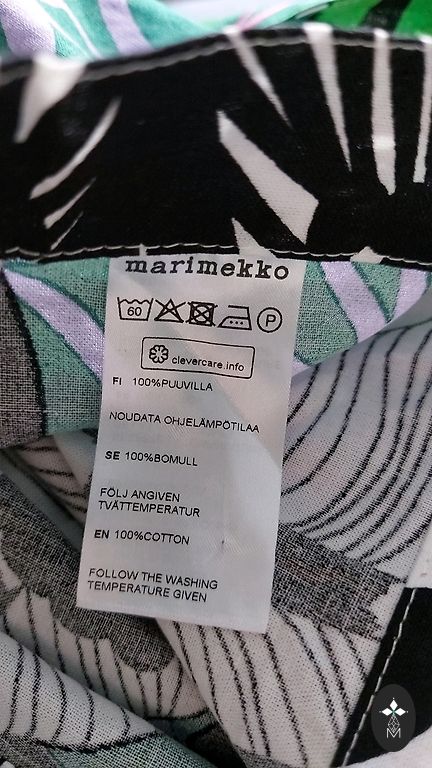 marimekko
60 P
clevercare.info
FI 100%PUUVILLA
NOUDATA OHJELÄMPÖTILAA
SE 100%BOMULL
FÖLJ ANGIVEN
TVÄTTEMPERATUR
EN 100%COTTON
FOLLOW THE WASHING
TEMPERATURE GIVEN
M